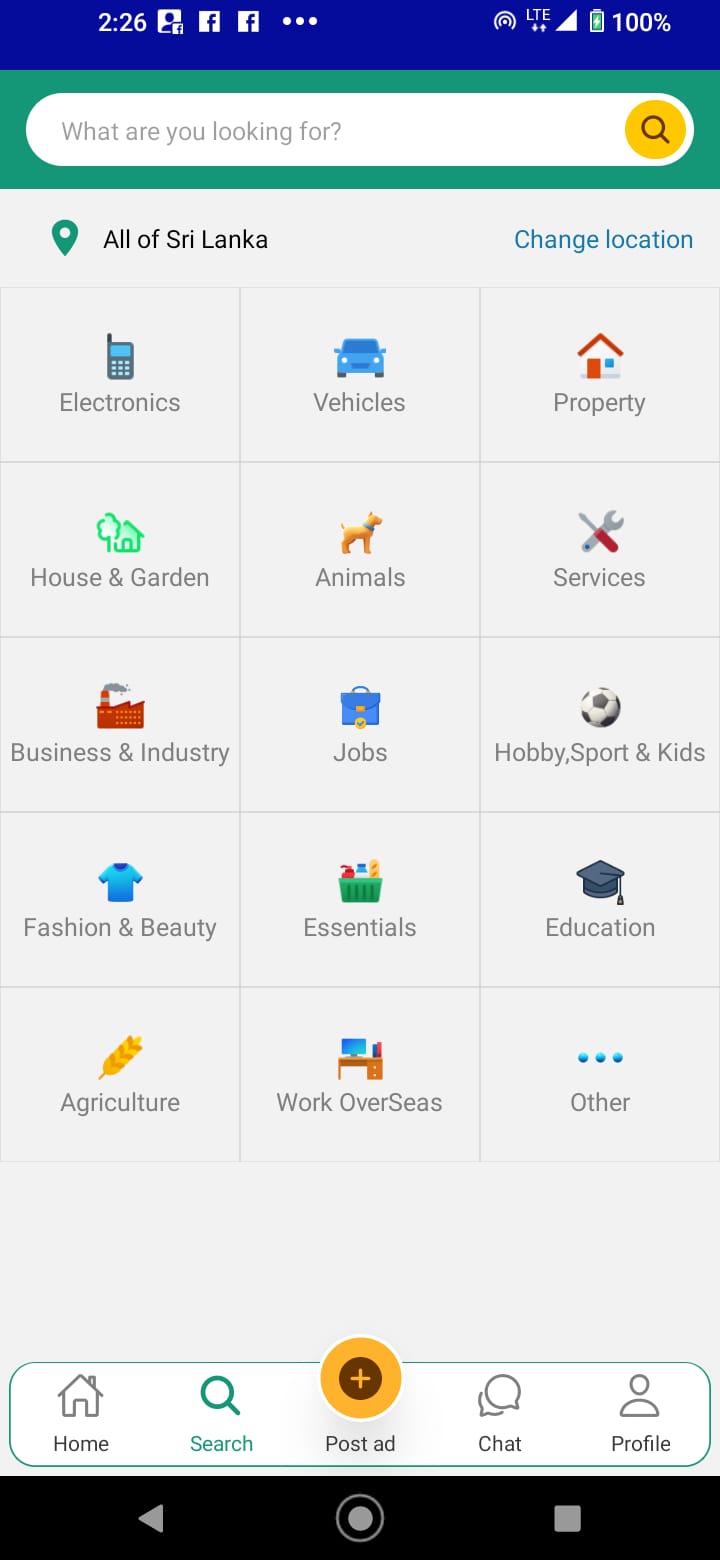 2:26 LTE 100%
What are you looking for?
All of Sri Lanka Change location
Electronics Vehicles Property
House & Garden Animals Services
Business & Industry Jobs Hobby,Sport & Kids
Fashion & Beauty Essentials Education
Agriculture Work OverSeas Other
Home Search Post ad Chat Profile